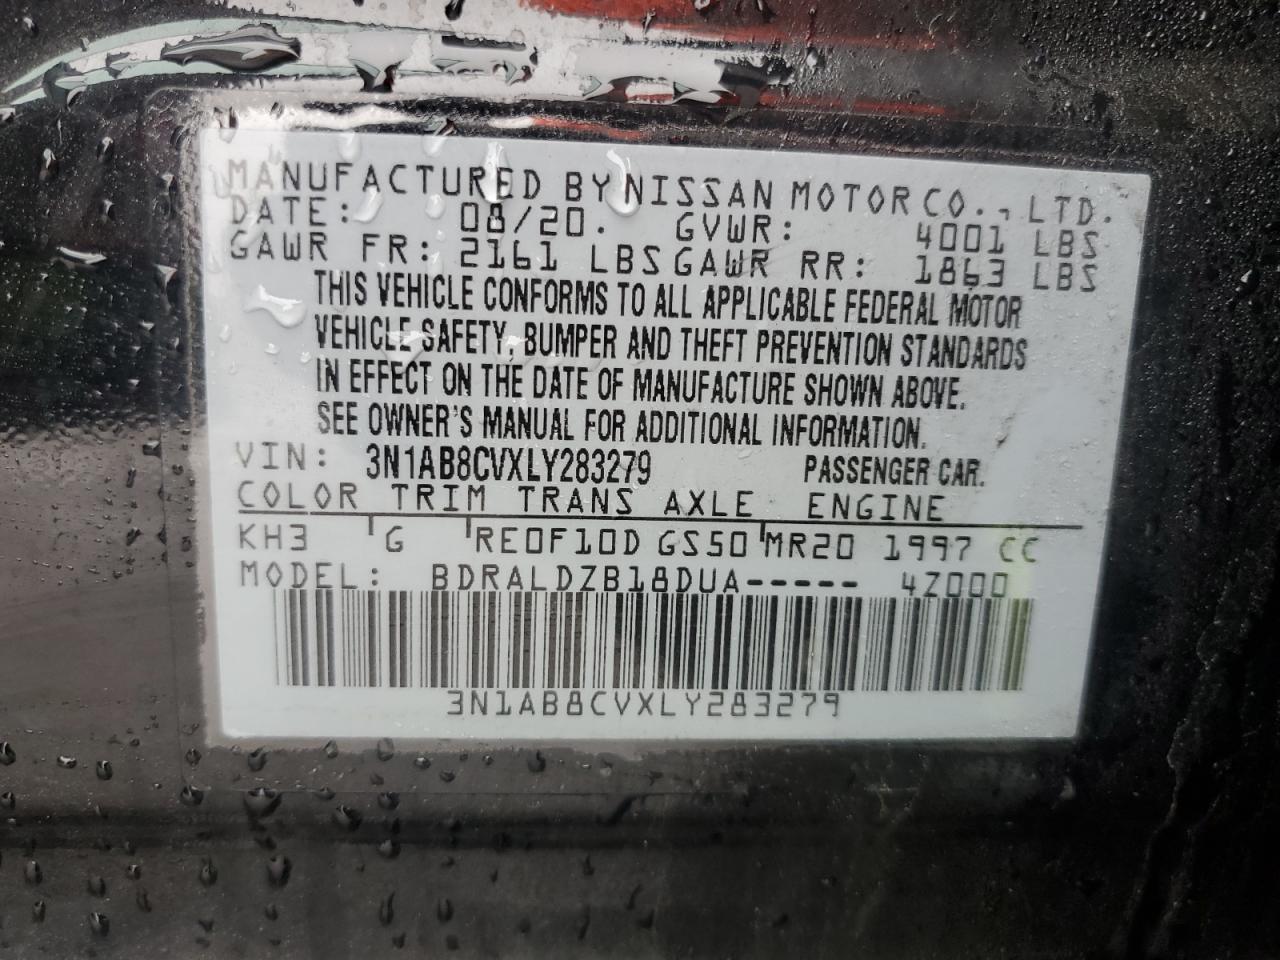 MANUFACTURED BY NISSAN MOTOR CO., LTD.
DATE: 08/20. GVWR: 4001 LBS
GAWR FR: 2161 LBS GAWR RR: 1863 LBS
THIS VEHICLE CONFORMS TO ALL APPLICABLE FEDERAL MOTOR
VEHICLE SAFETY, BUMPER AND THEFT PREVENTION STANDARDS
IN EFFECT ON THE DATE OF MANUFACTURE SHOWN ABOVE.
SEE OWNER'S MANUAL FOR ADDITIONAL INFORMATION.
VIN: 3N1AB8CVXLY283279 PASSENGER CAR.
COLOR TRIM TRANS AXLE ENGINE
KH3 G RE0F10D GS50 MR20 1997 CC
MODEL: BDRALDZB18DUA----- 4Z000
3N1AB8CVXLY283279